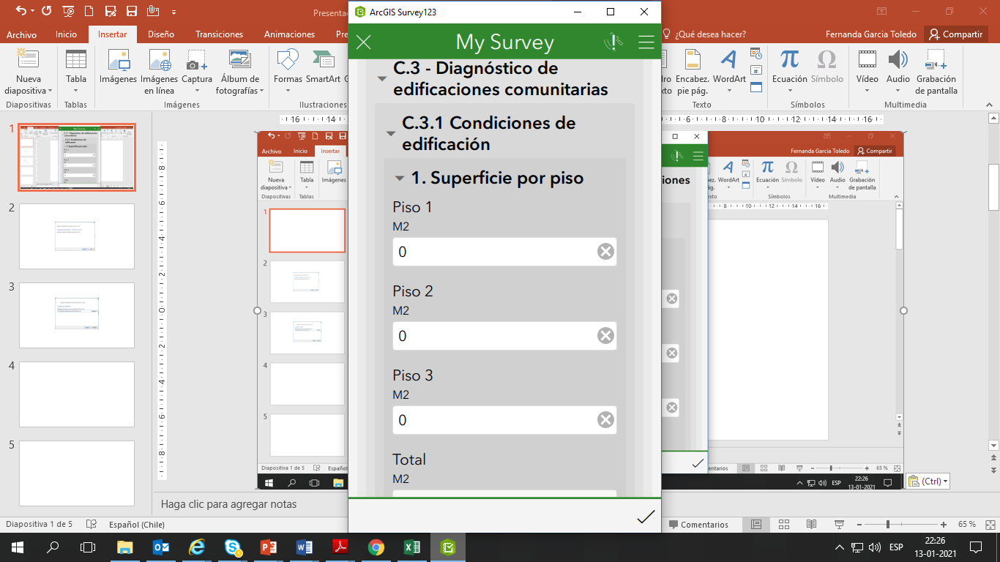 Presentac
ArcGIS Survey123
Archivo
Inicio
Insertar
Diseño
Transiciones
Animaciones
Pre
¿Qué desea hacer?
Fernanda Garcia Toledo
Compartir
Nueva
diapositiva
Tabla
Imágenes
Imágenes
en línea
Captura
Álbum de
fotografías
Formas
SmartArt
Encabez.
pie pág.
WordArt
Ecuación
Símbolo
Vídeo
Audio
Grabación
de pantalla
Diapositivas
Tablas
Imágenes
Ilustraciones
Texto
Símbolos
Multimedia
My Survey
C.3 - Diagnóstico de
edificaciones comunitarias
C.3.1 Condiciones de
edificación
1. Superficie por piso
Piso 1
M2
0
Piso 2
M2
0
Piso 3
M2
0
Total
M2
1
2
3
4
5
Archivo
Inicio
Insertar
Nueva
diapositiva
Tabla
Imágenes
Diapositivas
Tablas
1
2
3
4
5
Diapositiva 1 de 5
Español
Fernanda Garcia Toledo
Compartir
iones
WordArt
Ecuación
Símbolo
Vídeo
Audio
Grabación
de pantalla
Símbolos
Multimedia
65 %
ESP
22:26
13-01-2021
(Ctrl)
Haga clic para agregar notas
Diapositiva 1 de 5
Español (Chile)
Comentarios
65 %
ESP
22:26
13-01-2021